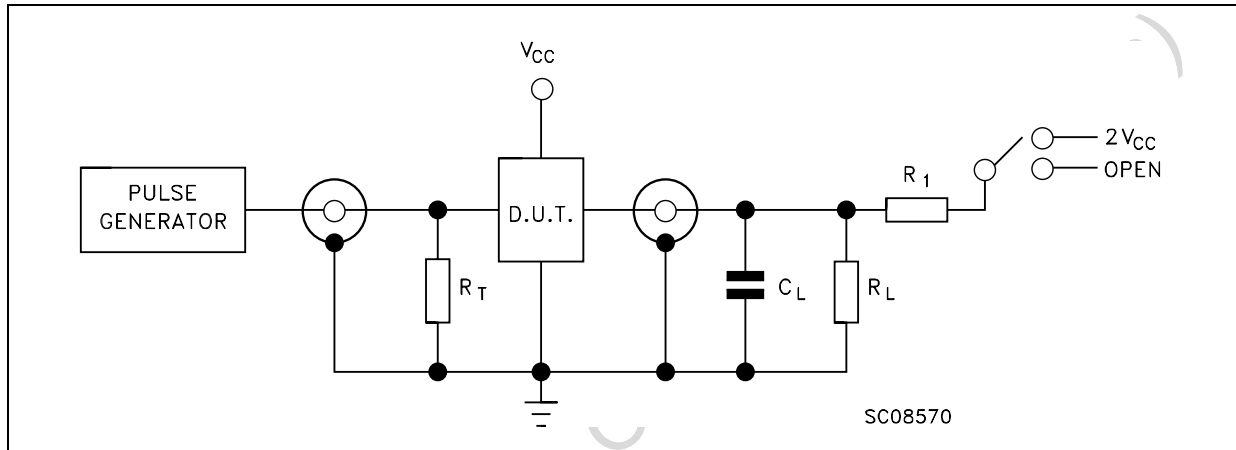 VCC
2VCC
OPEN
R1
PULSE
GENERATOR
D.U.T.
RT
CL
RL
SC08570